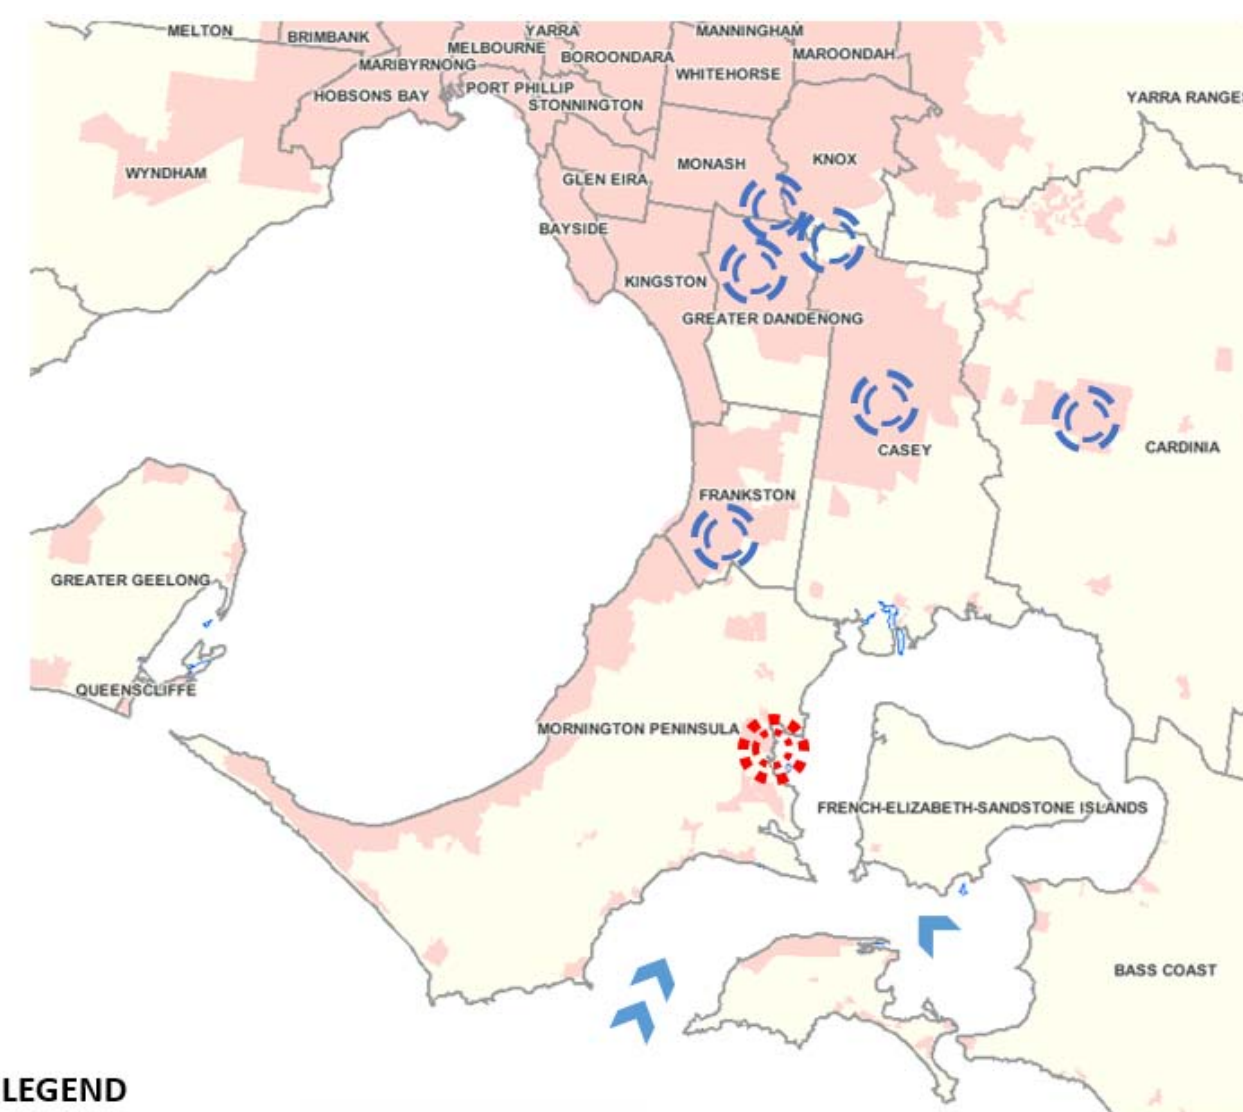 MELTON
BRIMBANK
YARRA
MANNINGHAM
MELBOURNE
BOROONDARA
MAROONDAH
MARIBYRNONG
WHITEHORSE
HOBSONS BAY
PORT PHILLIP
STONNINGTON
YARRA RANGES
WYNDHAM
GLEN EIRA
MONASH
KNOX
BAYSIDE
KINGSTON
GREATER DANDENONG
CASEY
CARDINIA
FRANKSTON
GREATER GEELONG
QUEENSCLIFFE
MORNINGTON PENINSULA
FRENCH-ELIZABETH-SANDSTONE ISLANDS
BASS COAST
LEGEND